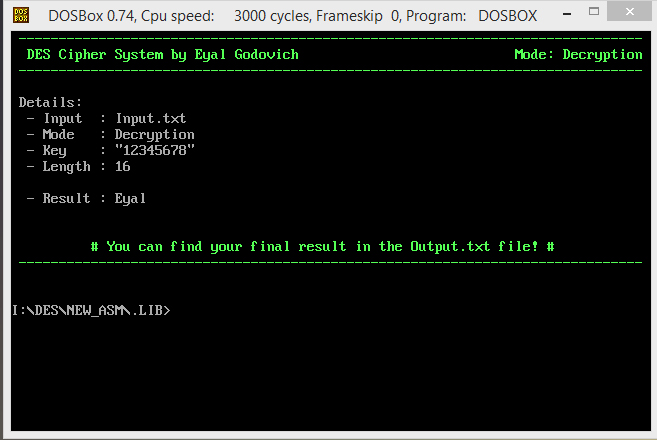 DOS BOX DOSBox 0.74, Cpu speed: 3000 cycles, Frameskip 0, Program: DOSBOX
DES Cipher System by Eyal Godovich Mode: Decryption
Details:
- Input : Input.txt
- Mode : Decryption
- Key : "12345678"
- Length : 16
- Result : Eyal
# You can find your final result in the Output.txt file! #
I:\DES\NEW_ASM\.LIB>